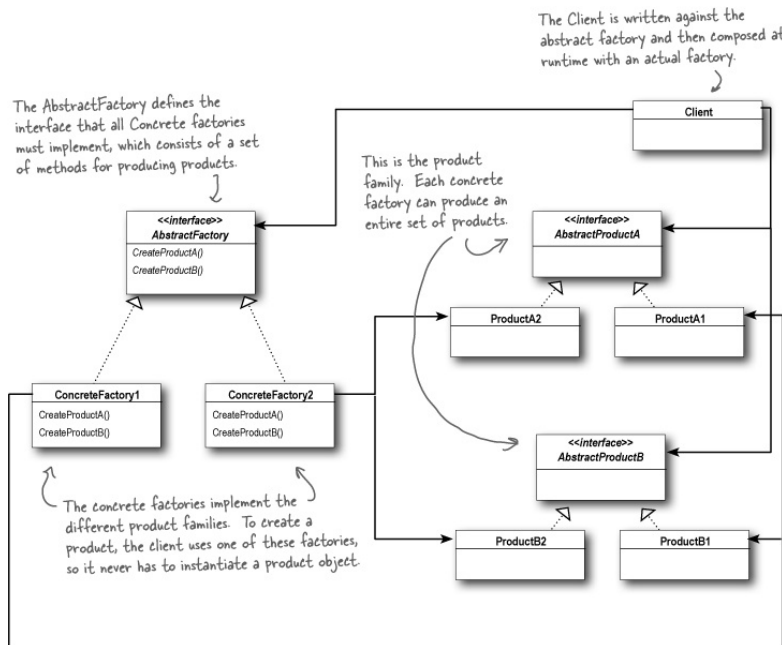 The Client is written against the
abstract factory and then composed at
runtime with an actual factory.
Client
The AbstractFactory defines the
interface that all Concrete factories
must implement, which consists of a set
of methods for producing products.
This is the product
family. Each concrete
factory can produce an
entire set of products.
<<interface>>
AbstractFactory
CreateProductA()
CreateProductB()
<<interface>>
AbstractProductA
ProductA2
ProductA1
ConcreteFactory1
CreateProductA()
CreateProductB()
ConcreteFactory2
CreateProductA()
CreateProductB()
<<interface>>
AbstractProductB
The concrete factories implement the
different product families. To create a
product, the client uses one of these factories,
so it never has to instantiate a product object.
ProductB2
ProductB1